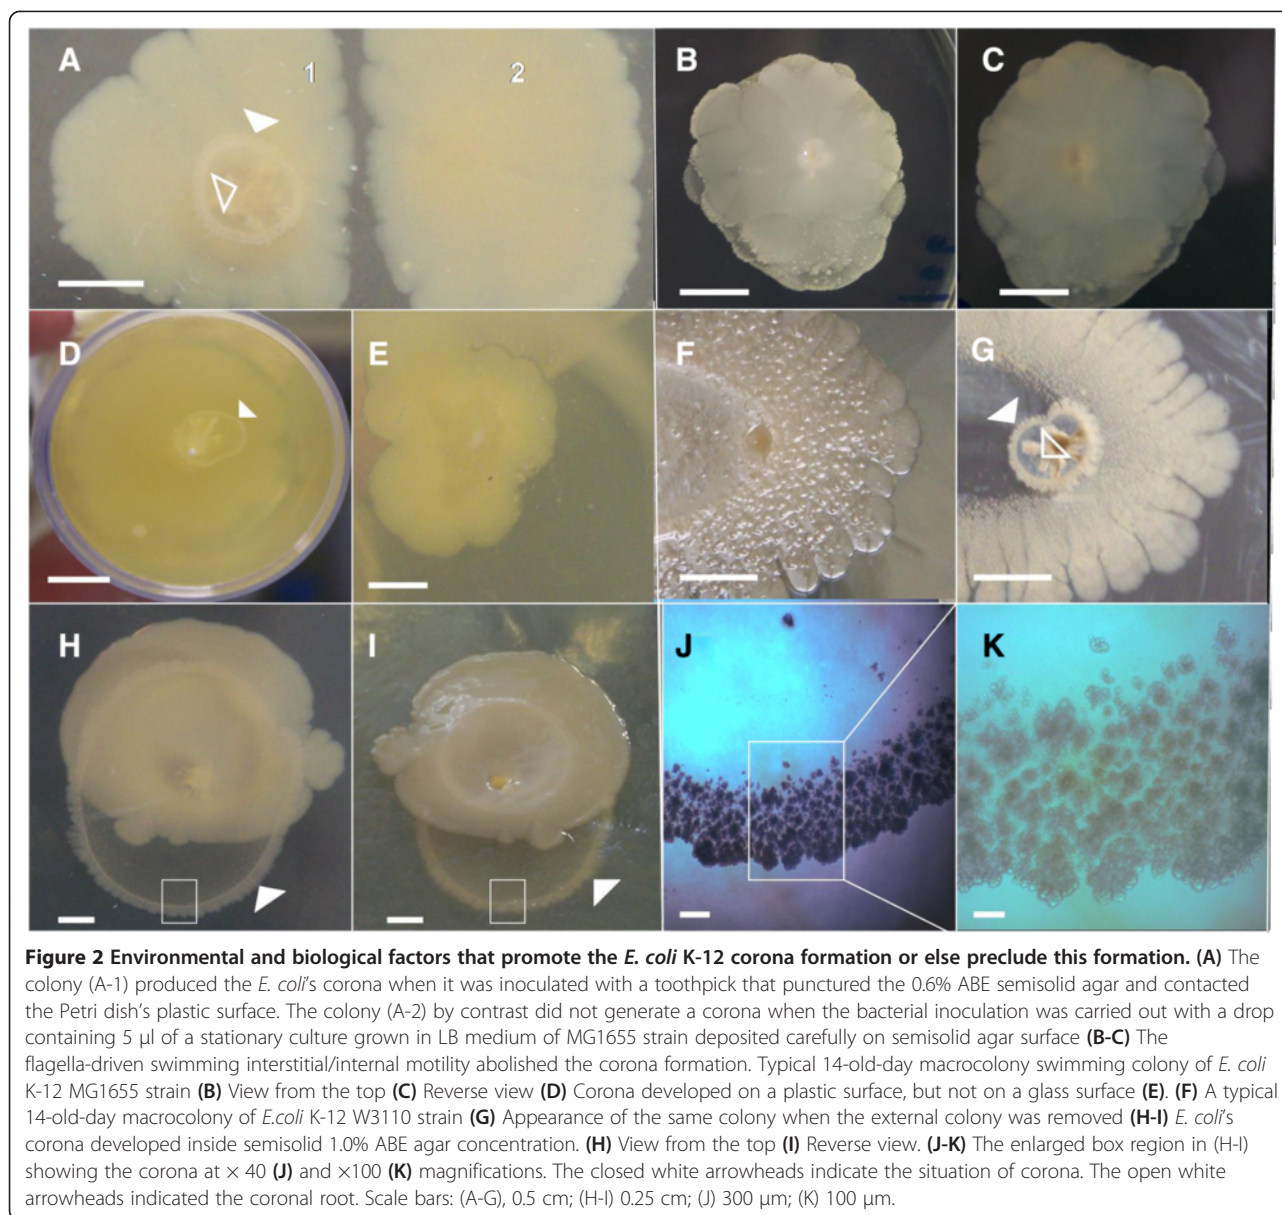 A
1
2
B
C
D
E
F
G
H
I
J
K
Figure 2 Environmental and biological factors that promote the E. coli K-12 corona formation or else preclude this formation. (A) The
colony (A-1) produced the E. coli's corona when it was inoculated with a toothpick that punctured the 0.6% ABE semisolid agar and contacted
the Petri dish's plastic surface. The colony (A-2) by contrast did not generate a corona when the bacterial inoculation was carried out with a drop
containing 5 μl of a stationary culture grown in LB medium of MG1655 strain deposited carefully on semisolid agar surface (B-C) The
flagella-driven swimming interstitial/internal motility abolished the corona formation. Typical 14-old-day macrocolony swimming colony of E. coli
K-12 MG1655 strain (B) View from the top (C) Reverse view (D) Corona developed on a plastic surface, but not on a glass surface (E). (F) A typical
14-old-day macrocolony of E.coli K-12 W3110 strain (G) Appearance of the same colony when the external colony was removed (H-I) E. coli's
corona developed inside semisolid 1.0% ABE agar concentration. (H) View from the top (I) Reverse view. (J-K) The enlarged box region in (H-I)
showing the corona at × 40 (J) and ×100 (K) magnifications. The closed white arrowheads indicate the situation of corona. The open white
arrowheads indicated the coronal root. Scale bars: (A-G), 0.5 cm; (H-I) 0.25 cm; (J) 300 μm; (K) 100 μm.